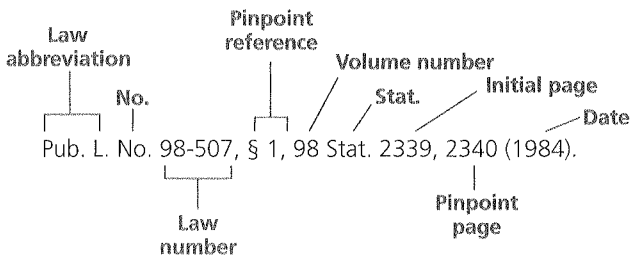 Law
abbreviation
No.
Pinpoint
reference
Volume number
Stat.
Initial page
Date
Pub. L. No. 98-507, § 1, 98 Stat. 2339, 2340 (1984).
Law
number
Pinpoint
page